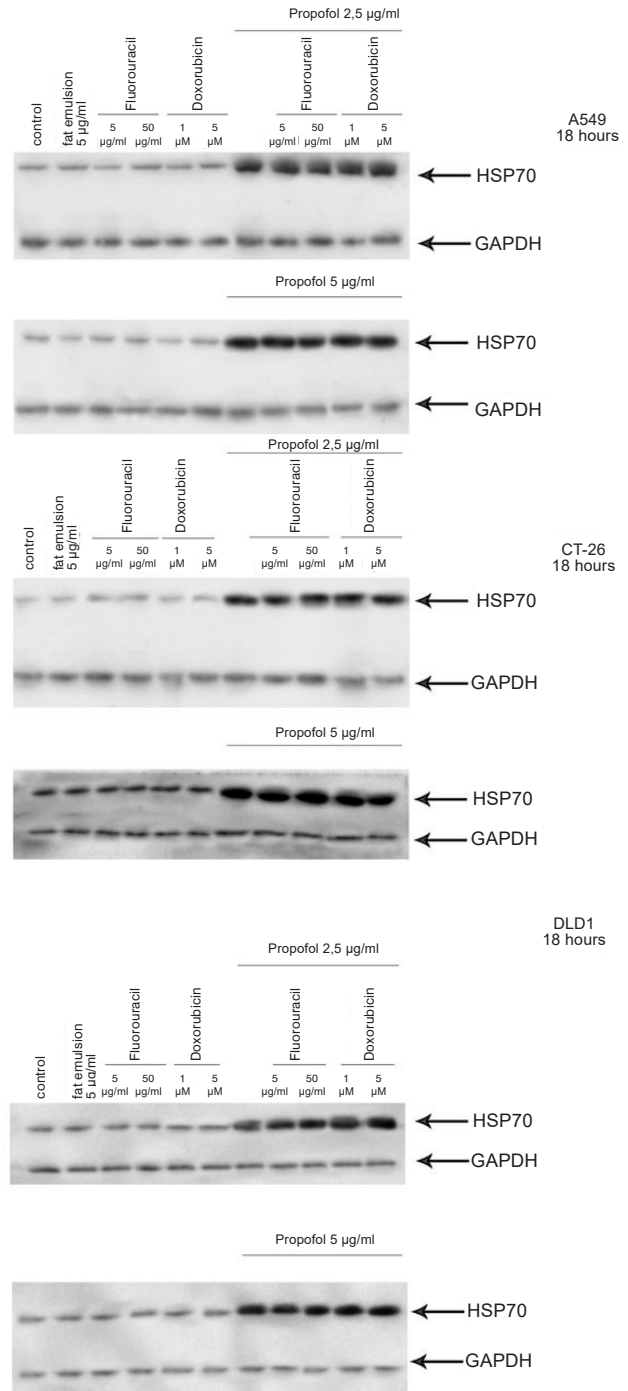 Propofol 2,5 µg/ml
control
fat emulsion
5 µg/ml
Fluorouracil
Doxorubicin
Fluorouracil
Doxorubicin
5
µg/ml
50
µg/ml
1
µM
5
µM
5
µg/ml
50
µg/ml
1
µM
5
µM
A549
18 hours
HSP70
GAPDH
Propofol 5 µg/ml
HSP70
GAPDH
Propofol 2,5 µg/ml
control
fat emulsion
5 µg/ml
Fluorouracil
Doxorubicin
Fluorouracil
Doxorubicin
5
µg/ml
50
µg/ml
1
µM
5
µM
5
µg/ml
50
µg/ml
1
µM
5
µM
CT-26
18 hours
HSP70
GAPDH
Propofol 5 µg/ml
HSP70
GAPDH
DLD1
18 hours
Propofol 2,5 µg/ml
control
fat emulsion
5 µg/ml
Fluorouracil
Doxorubicin
Fluorouracil
Doxorubicin
5
µg/ml
50
µg/ml
1
µM
5
µM
5
µg/ml
50
µg/ml
1
µM
5
µM
HSP70
GAPDH
Propofol 5 µg/ml
HSP70
GAPDH